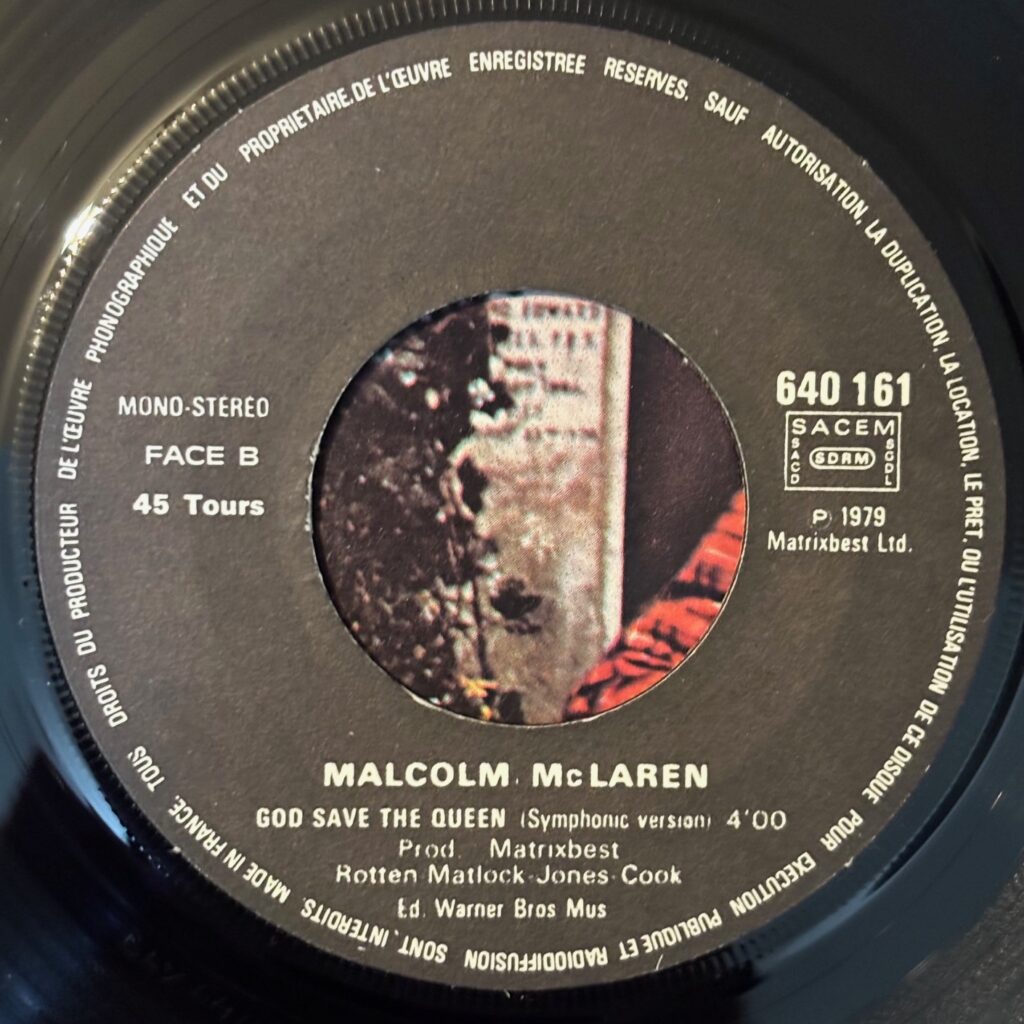 TOUS DROITS DU PRODUCTEUR DE L'ŒUVRE PHONOGRAPHIQUE ET DU PROPRIETAIRE.DE L'ŒUVRE ENREGISTREE RESERVES. SAUF AUTORISATION, LA DUPLICATION, LA LOCATION, LE PRET, OU L'UTILISATION DE CE DISQUE POUR EXECUTION PUBLIQUE ET RADIODIFFUSION SONT, INTERDITS. MADE IN FRANCE.
MONO-STEREO
FACE B
45 Tours
640 161
SACEM
SACD
SDRM
SCDL
℗ 1979
Matrixbest Ltd.
MALCOLM McLAREN
GOD SAVE THE QUEEN (Symphonic version) 4'00
Prod. Matrixbest
Rotten-Matlock-Jones-Cook
Ed. Warner Bros Mus